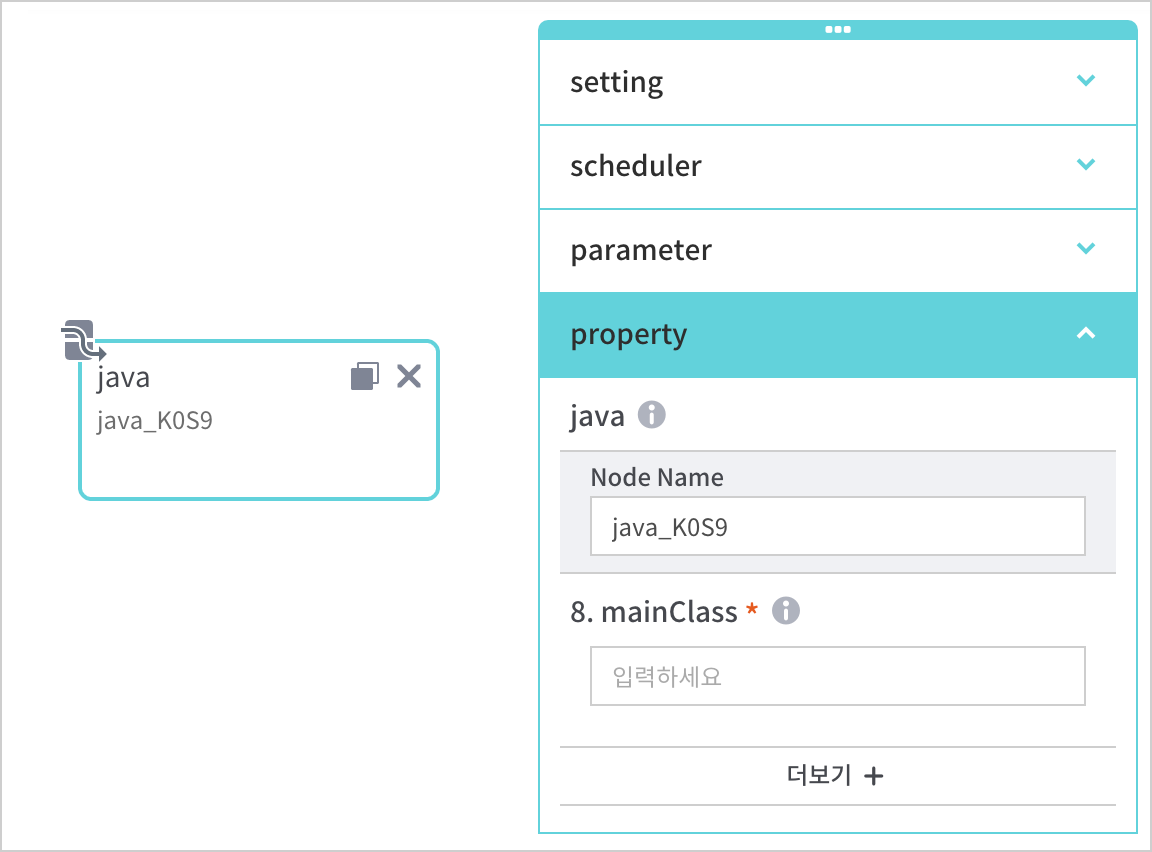 java
java_K0S9
setting
scheduler
parameter
property
java
Node Name
java_K0S9
8. mainClass *
입력하세요
더보기 +